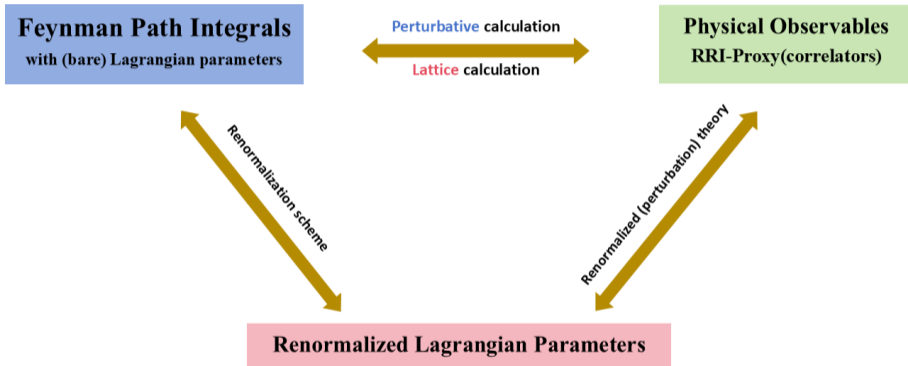 Feynman Path Integrals
with (bare) Lagrangian parameters
Perturbative calculation
Lattice calculation
Physical Observables
RRI-Proxy(correlators)
Renormalization scheme
Renormalized (perturbation) theory
Renormalized Lagrangian Parameters